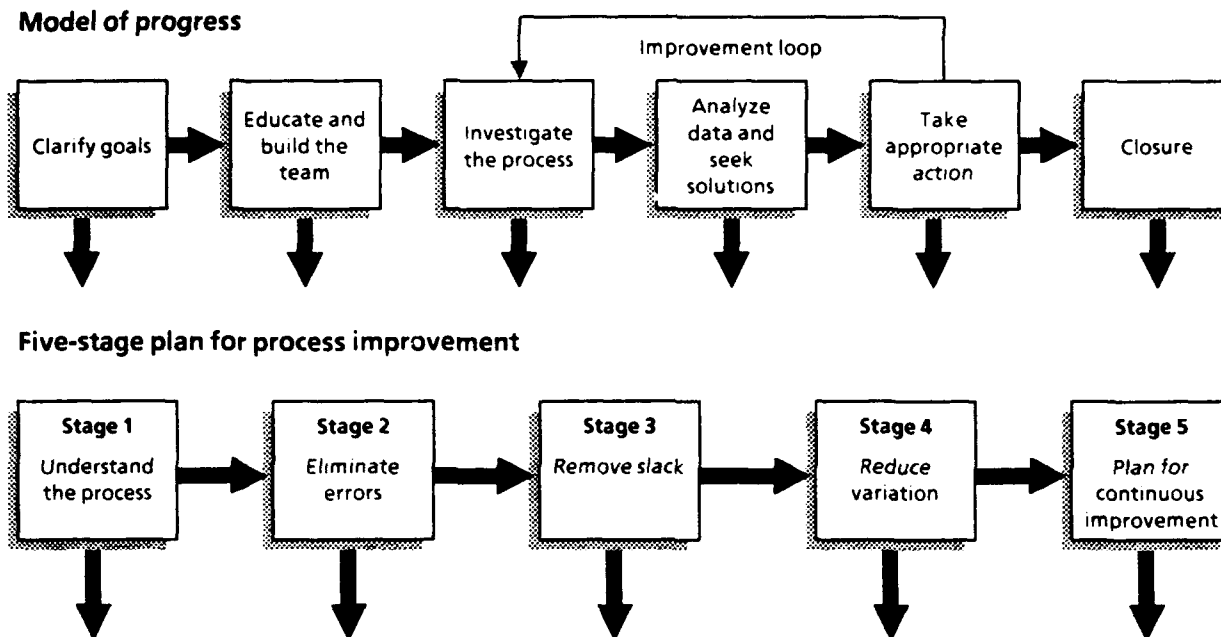 Model of progress
Improvement loop
Clarify goals
Educate and
build the
team
Investigate
the process
Analyze
data and
seek
solutions
Take
appropriate
action
Closure
Five-stage plan for process improvement
Stage 1
Understand
the process
Stage 2
Eliminate
errors
Stage 3
Remove slack
Stage 4
Reduce
variation
Stage 5
Plan for
continuous
improvement